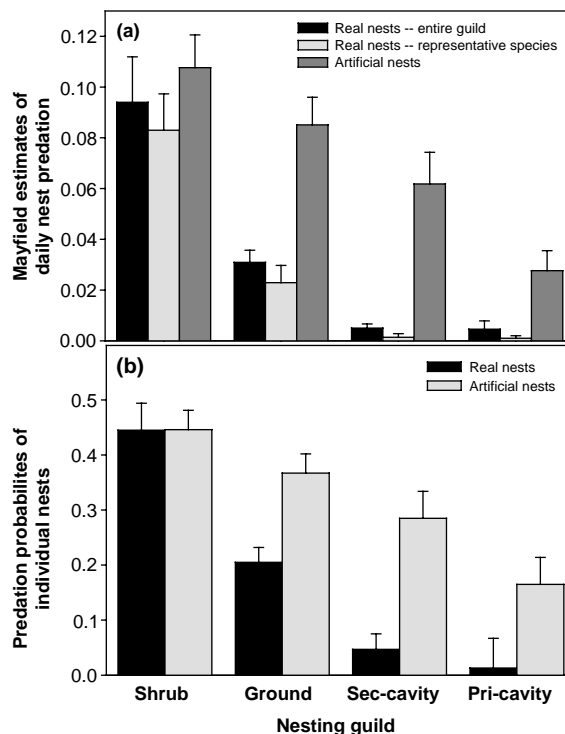 (a)
Real nests -- entire guild
Real nests -- representative species
Artificial nests
Mayfield estimates of
daily nest predation
0.12
0.10
0.08
0.06
0.04
0.02
0.00
(b)
Real nests
Artificial nests
Predation probabilites of
individual nests
0.5
0.4
0.3
0.2
0.1
0.0
Shrub Ground Sec-cavity Pri-cavity
Nesting guild